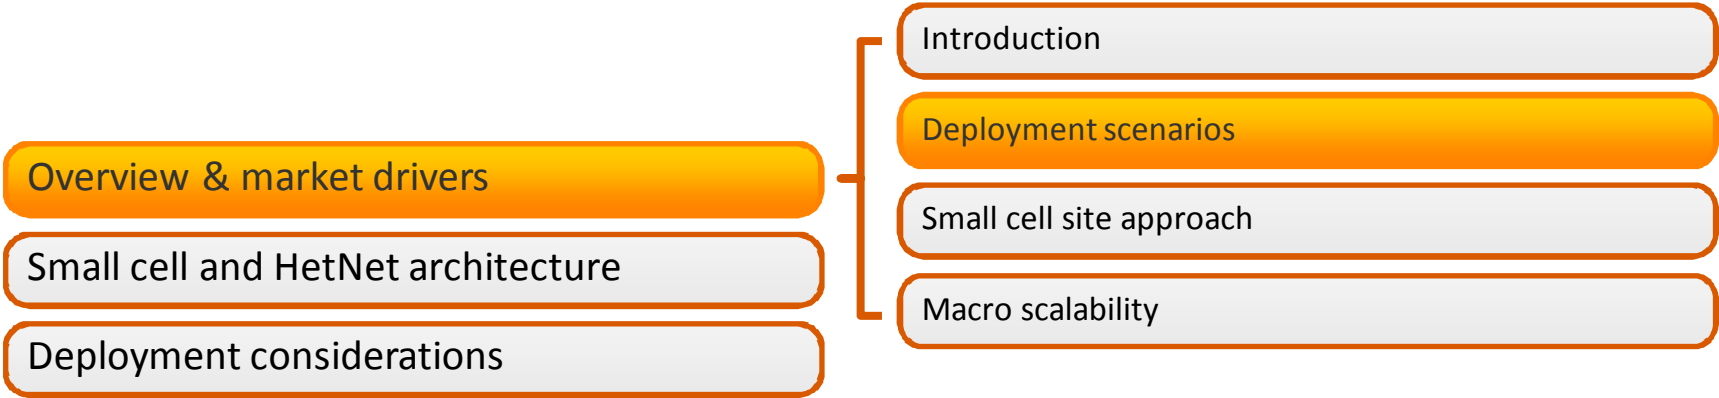 Overview & market drivers
Small cell and HetNet architecture
Deployment considerations
Introduction
Deployment scenarios
Small cell site approach
Macro scalability